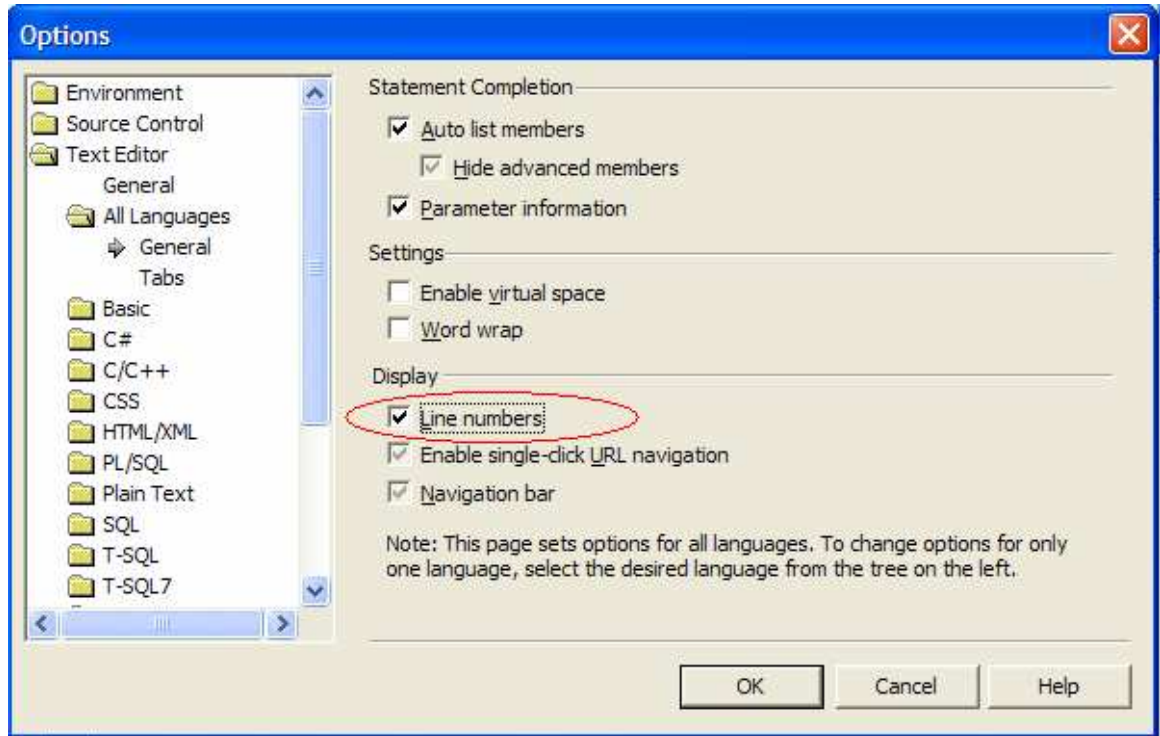 Options
Environment
Source Control
Text Editor
General
All Languages
General
Tabs
Basic
C#
C/C++
CSS
HTML/XML
PL/SQL
Plain Text
SQL
T-SQL
T-SQL7
Statement Completion
Auto list members
Hide advanced members
Parameter information
Settings
Enable virtual space
Word wrap
Display
Line numbers
Enable single-click URL navigation
Navigation bar
Note: This page sets options for all languages. To change options for only
one language, select the desired language from the tree on the left.
OK
Cancel
Help